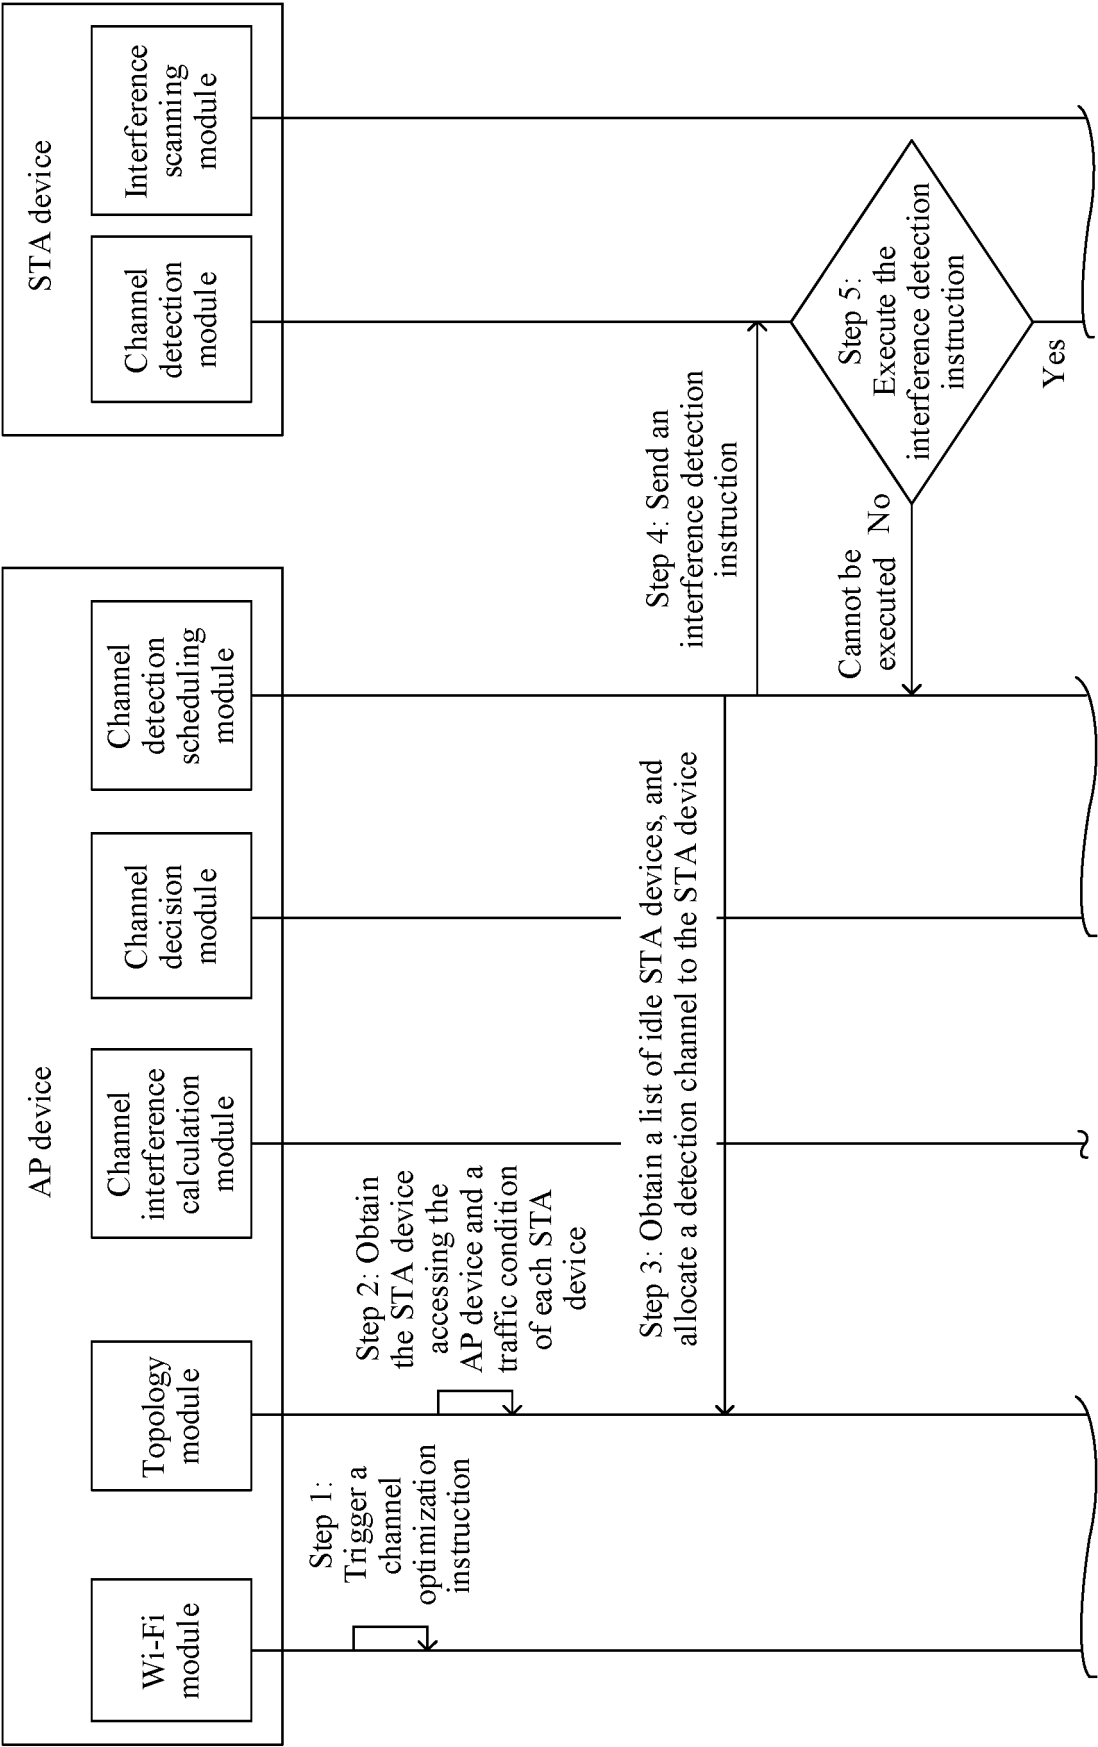 AP device
STA device
Wi-Fi
module
Topology
module
Channel
interference
calculation
module
Channel
decision
module
Channel
detection
scheduling
module
Channel
detection
module
Interference
scanning
module
Step 1:
Trigger a
channel
optimization
instruction
Step 2: Obtain
the STA device
accessing the
AP device and a
traffic condition
of each STA
device
Step 3: Obtain a list of idle STA devices, and
allocate a detection channel to the STA device
Step 4: Send an
interference detection
instruction
Step 5:
Execute the
interference detection
instruction
Cannot be
executed
No
Yes